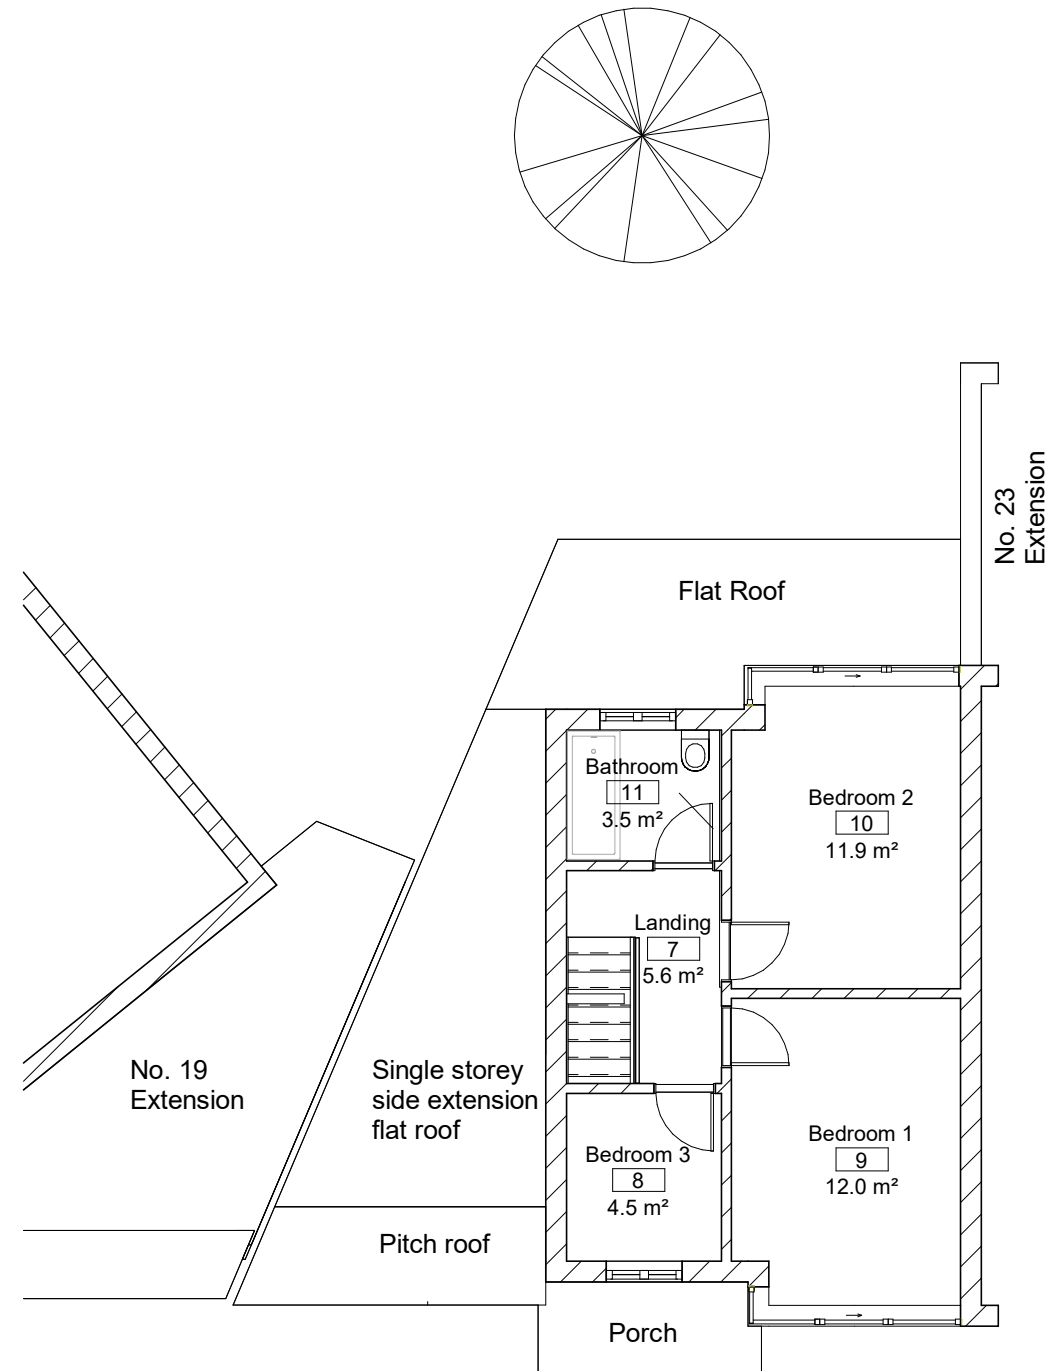 No. 23
Extension
Flat Roof
Bathroom
11
3.5 m²
Bedroom 2
10
11.9 m²
Landing
7
5.6 m²
No. 19
Extension
Single storey
side extension
flat roof
Bedroom 1
9
12.0 m²
Bedroom 3
8
4.5 m²
Pitch roof
Porch